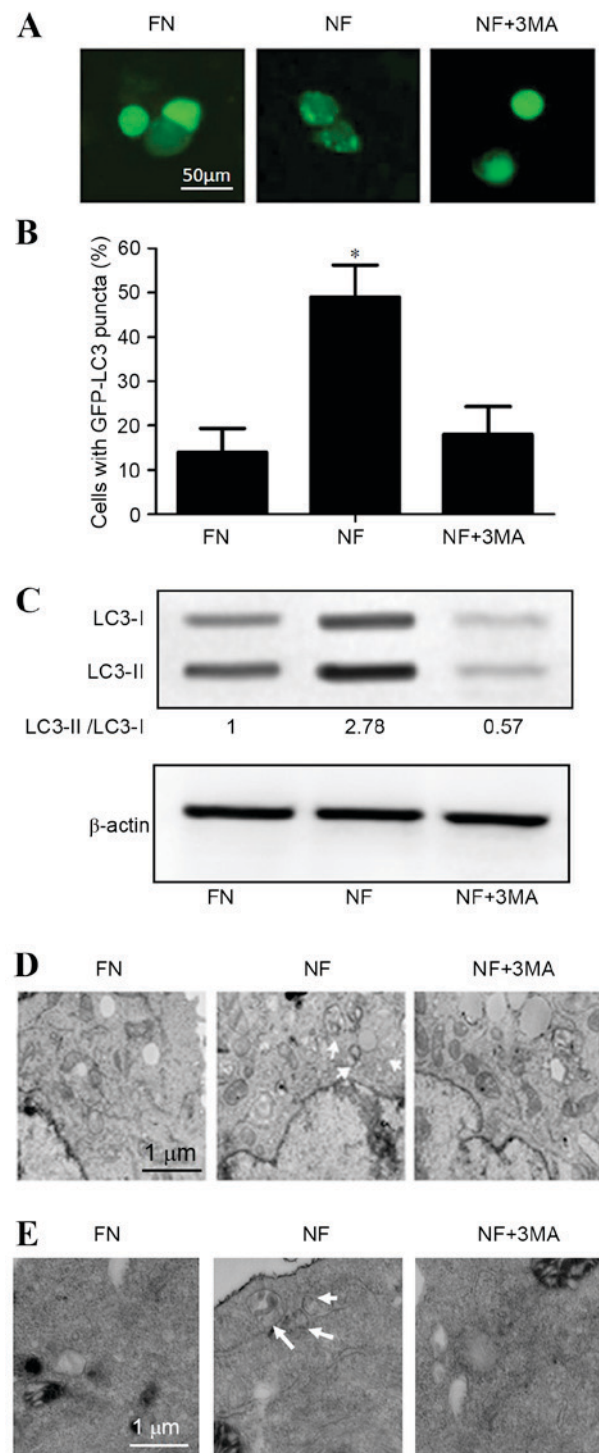 A
FN NF NF+3MA
50μm
B
Cells with GFP-LC3 puncta (%)
60
50
40
30
20
10
0
*
FN NF NF+3MA
C
LC3-I
LC3-II
LC3-II /LC3-I 1 2.78 0.57
β-actin
FN NF NF+3MA
D
FN NF NF+3MA
1 μm
E
FN NF NF+3MA
1 μm